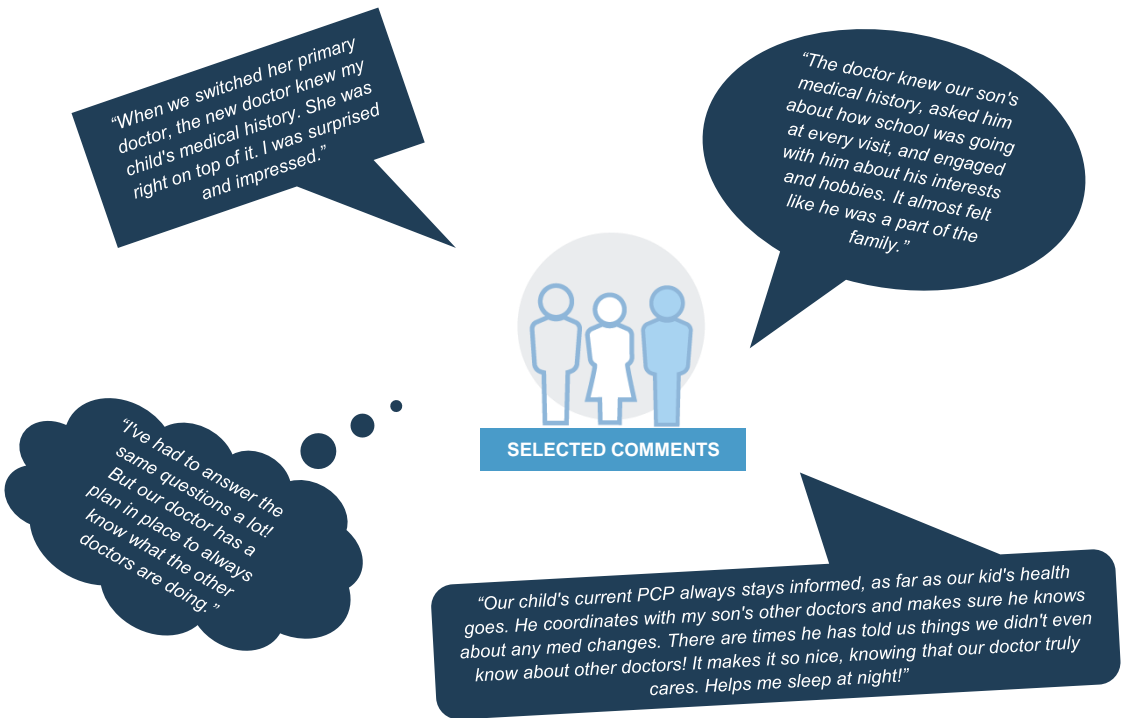 “When we switched her primary
doctor, the new doctor knew my
child's medical history. She was
right on top of it. I was surprised
and impressed.”
“The doctor knew our son's
medical history, asked him
about how school was going
at every visit, and engaged
with him about his interests
and hobbies. It almost felt
like he was a part of the
family.”
SELECTED COMMENTS
“I've had to answer the
same questions a lot!
But our doctor has a
plan in place to always
know what the other
doctors are doing. ”
“Our child's current PCP always stays informed, as far as our kid's health
goes. He coordinates with my son's other doctors and makes sure he knows
about any med changes. There are times he has told us things we didn't even
know about other doctors! It makes it so nice, knowing that our doctor truly
cares. Helps me sleep at night!”